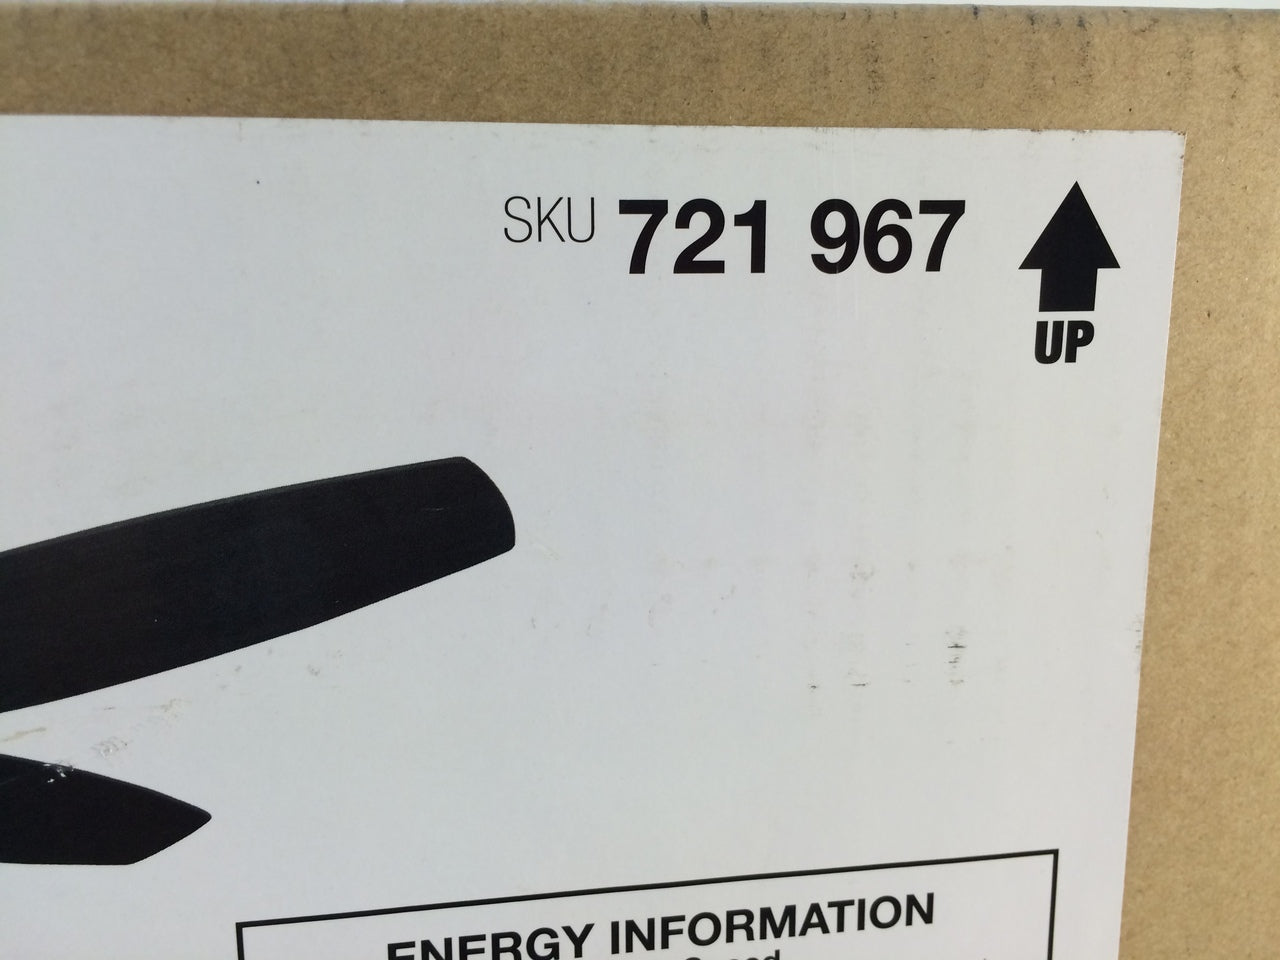 SKU 721 967
UP
ENERGY INFORMATION